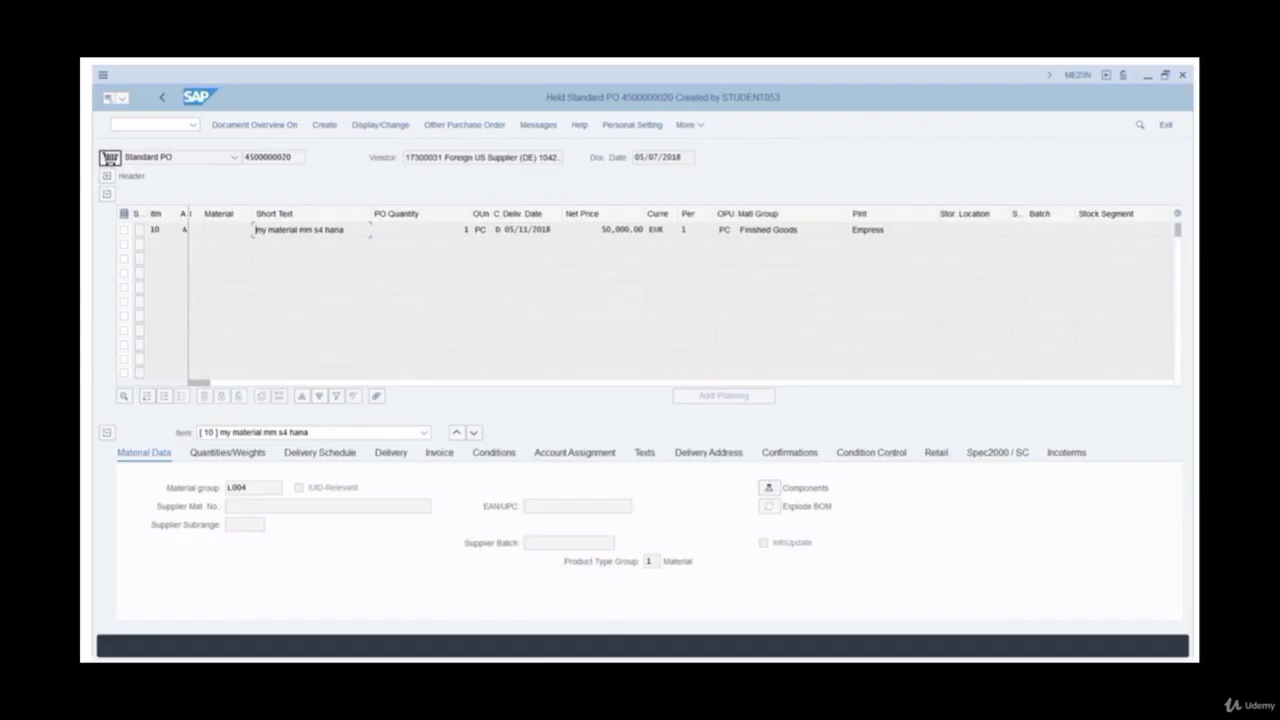 ME23N
SAP Held Standard PO 4500000020 Created by STUDENT053
Document Overview On Create Display/Change Other Purchase Order Messages Help Personal Setting More Exit
Standard PO 4500000020 Vendor: 17300031 Foreign US Supplier (DE) 1042.. Doc. Date: 05/07/2018
Header
S.. Itm A I Material Short Text PO Quantity OUn C Deliv. Date Net Price Curre Per OPU Matl Group Plnt Stor. Location S... Batch Stock Segment
10 A my material mm s4 hana 1 PC D 05/11/2018 50,000.00 EUR 1 PC Finished Goods Empress
Addl Planning
Item: [ 10 ] my material mm s4 hana
Material Data Quantities/Weights Delivery Schedule Delivery Invoice Conditions Account Assignment Texts Delivery Address Confirmations Condition Control Retail Spec2000 / SC Incoterms
Material group: L004 IUID-Relevant Components
Supplier Mat. No.: EAN/UPC: Explode BOM
Supplier Subrange:
Supplier Batch: InfoUpdate
Product Type Group: 1 Material
Udemy